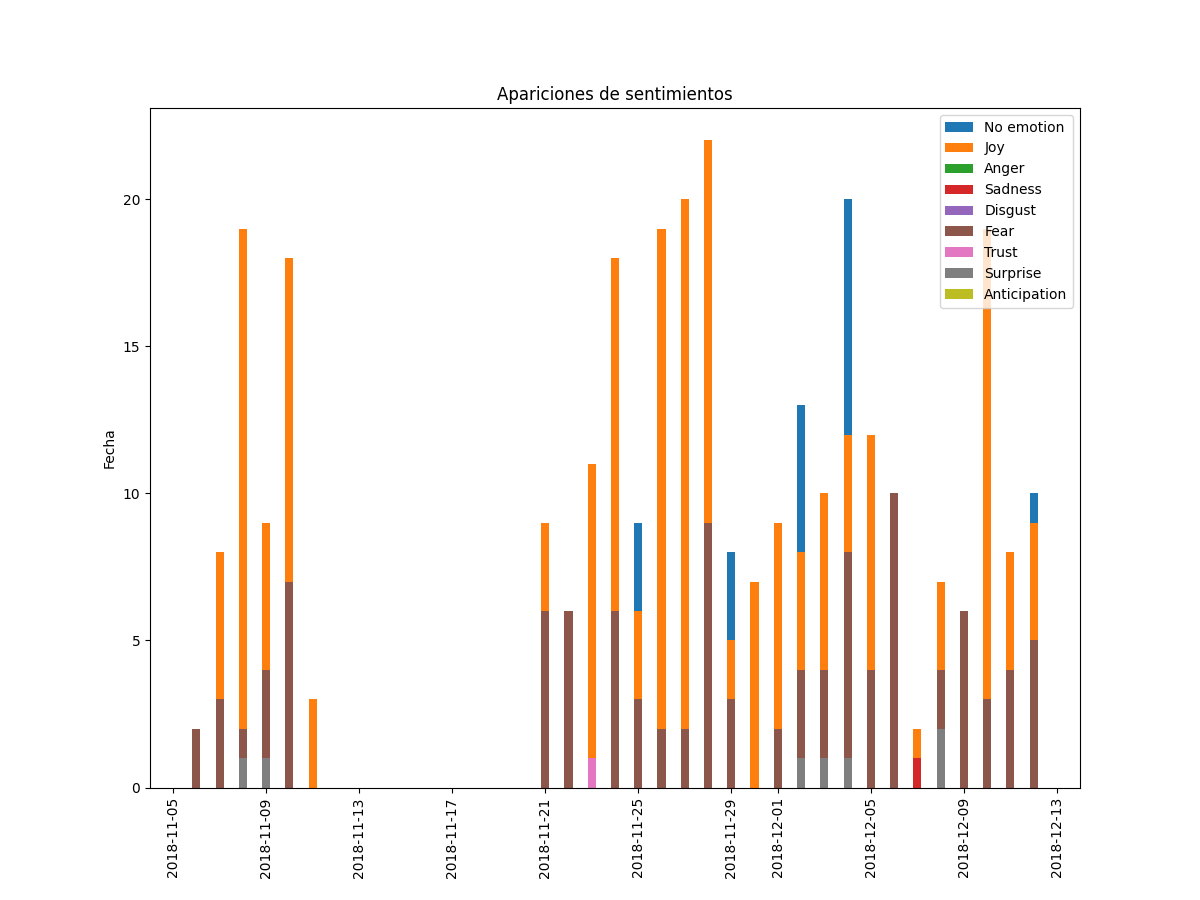 Apariciones de sentimientos
No emotion
Joy
Anger
Sadness
Disgust
Fear
Trust
Surprise
Anticipation
Fecha
20
15
10
5
0
2018-11-05
2018-11-09
2018-11-13
2018-11-17
2018-11-21
2018-11-25
2018-11-29
2018-12-01
2018-12-05
2018-12-09
2018-12-13